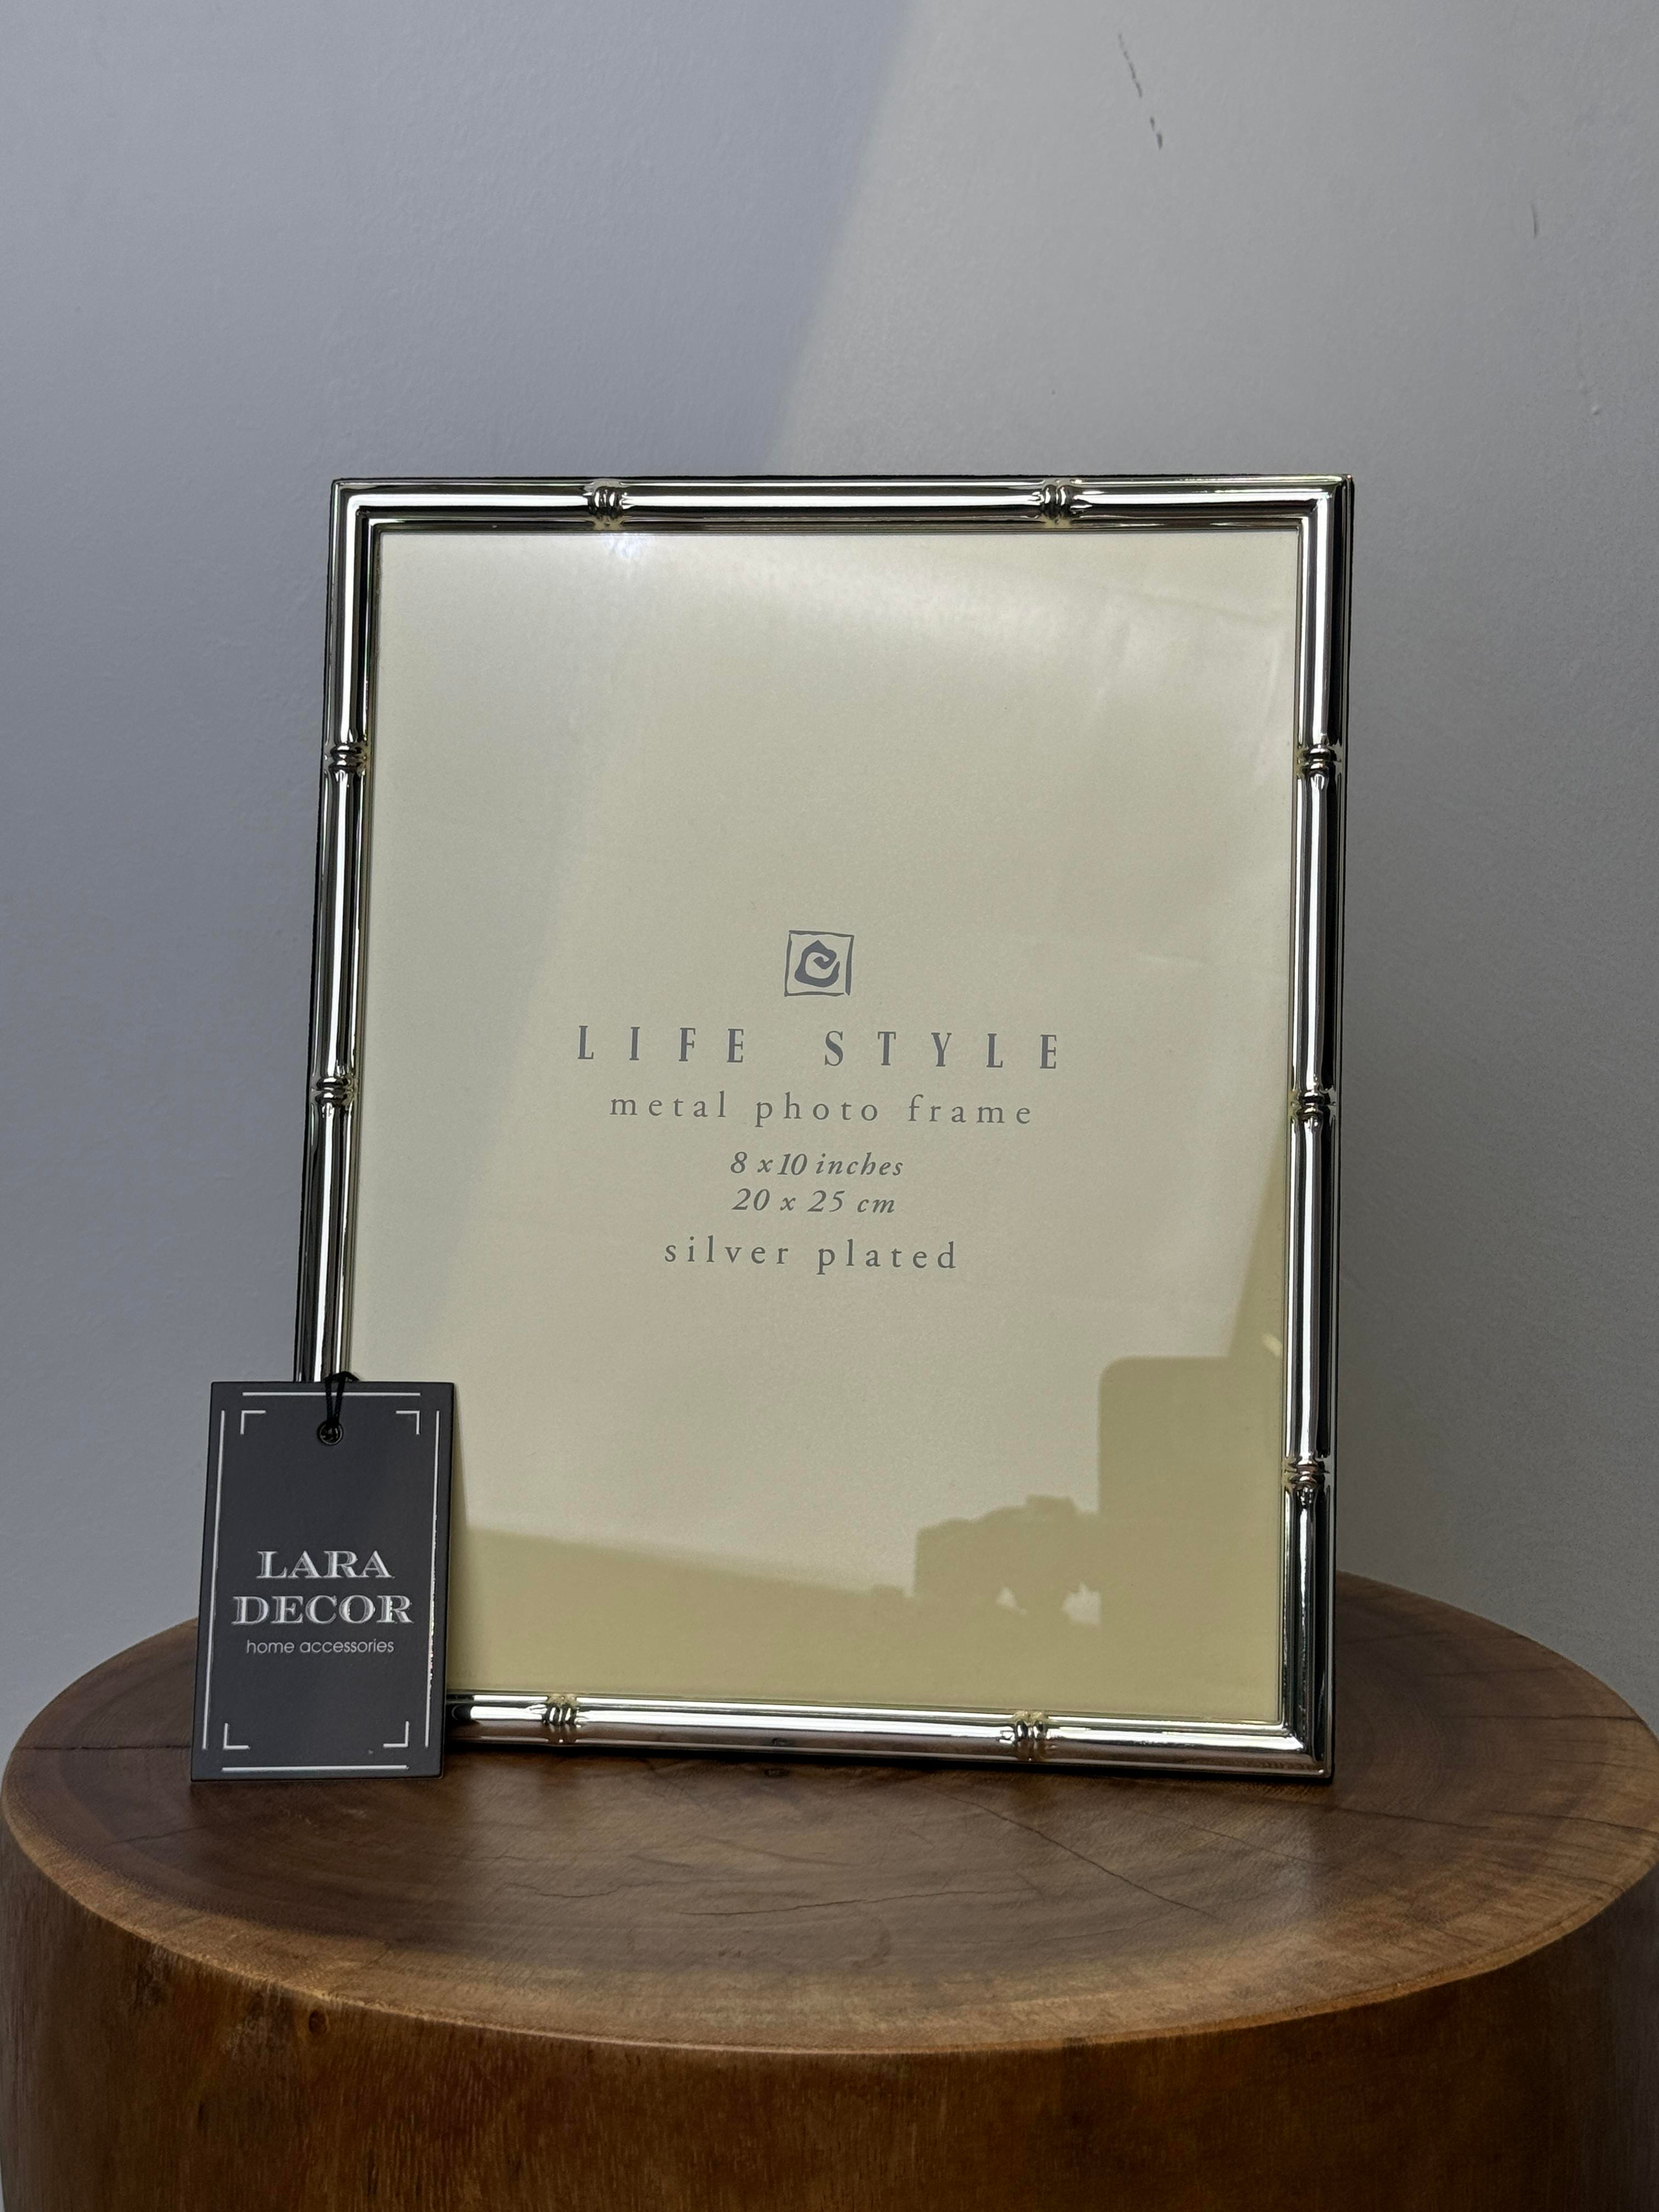 LIFE STYLE
metal photo frame
8 x 10 inches
20 x 25 cm
silver plated
LARA
DECOR
home accessories